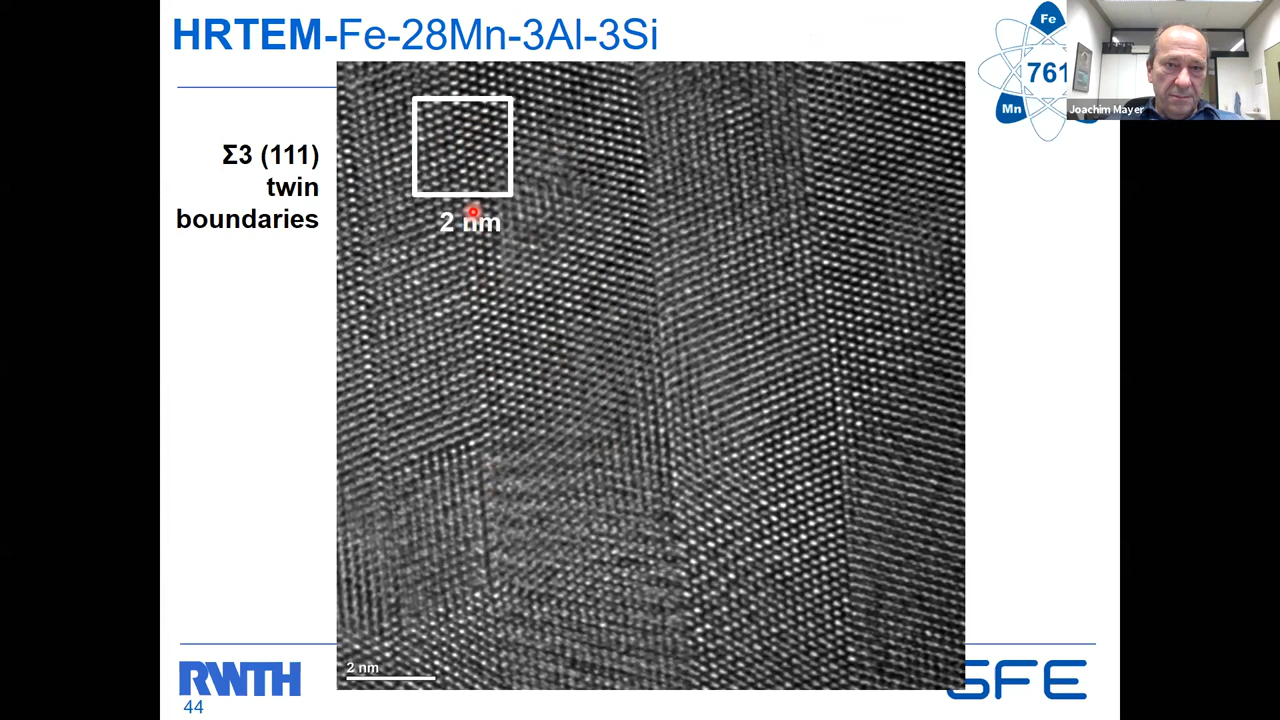 HRTEM-Fe-28Mn-3Al-3Si
Fe
761
Mn
Joachim Mayer
Σ3 (111)
twin
boundaries
2 nm
2 nm
RWTH
GFE
44